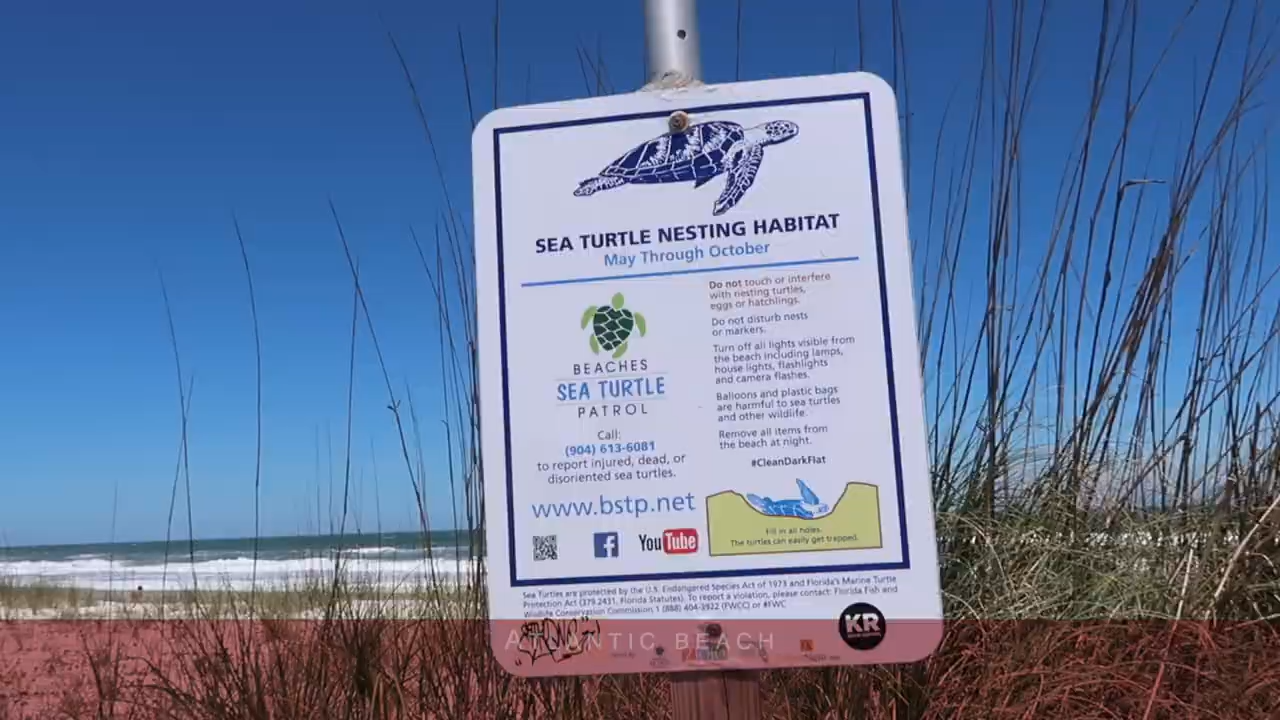 SEA TURTLE NESTING HABITAT
May Through October
BEACHES
SEA TURTLE
PATROL
Call:
(904) 613-6081
to report injured, dead, or
disoriented sea turtles.
www.bstp.net
YouTube
Do not touch or interfere
with nesting turtles,
eggs or hatchlings.
Do not disturb nests
or markers.
Turn off all lights visible from
the beach including lamps,
house lights, flashlights
and camera flashes.
Balloons and plastic bags
are harmful to sea turtles
and other wildlife.
Remove all items from
the beach at night.
#CleanDarkFlat
Fill in all holes.
The turtles can easily get trapped.
Sea Turtles are protected by the U.S. Endangered Species Act of 1973 and Florida's Marine Turtle
Protection Act (379.2431, Florida Statutes). To report a violation, please contact: Florida Fish and
Wildlife Conservation Commission 1 (888) 404-3922 (FWCC) or #FWC
KR
ATLANTIC BEACH